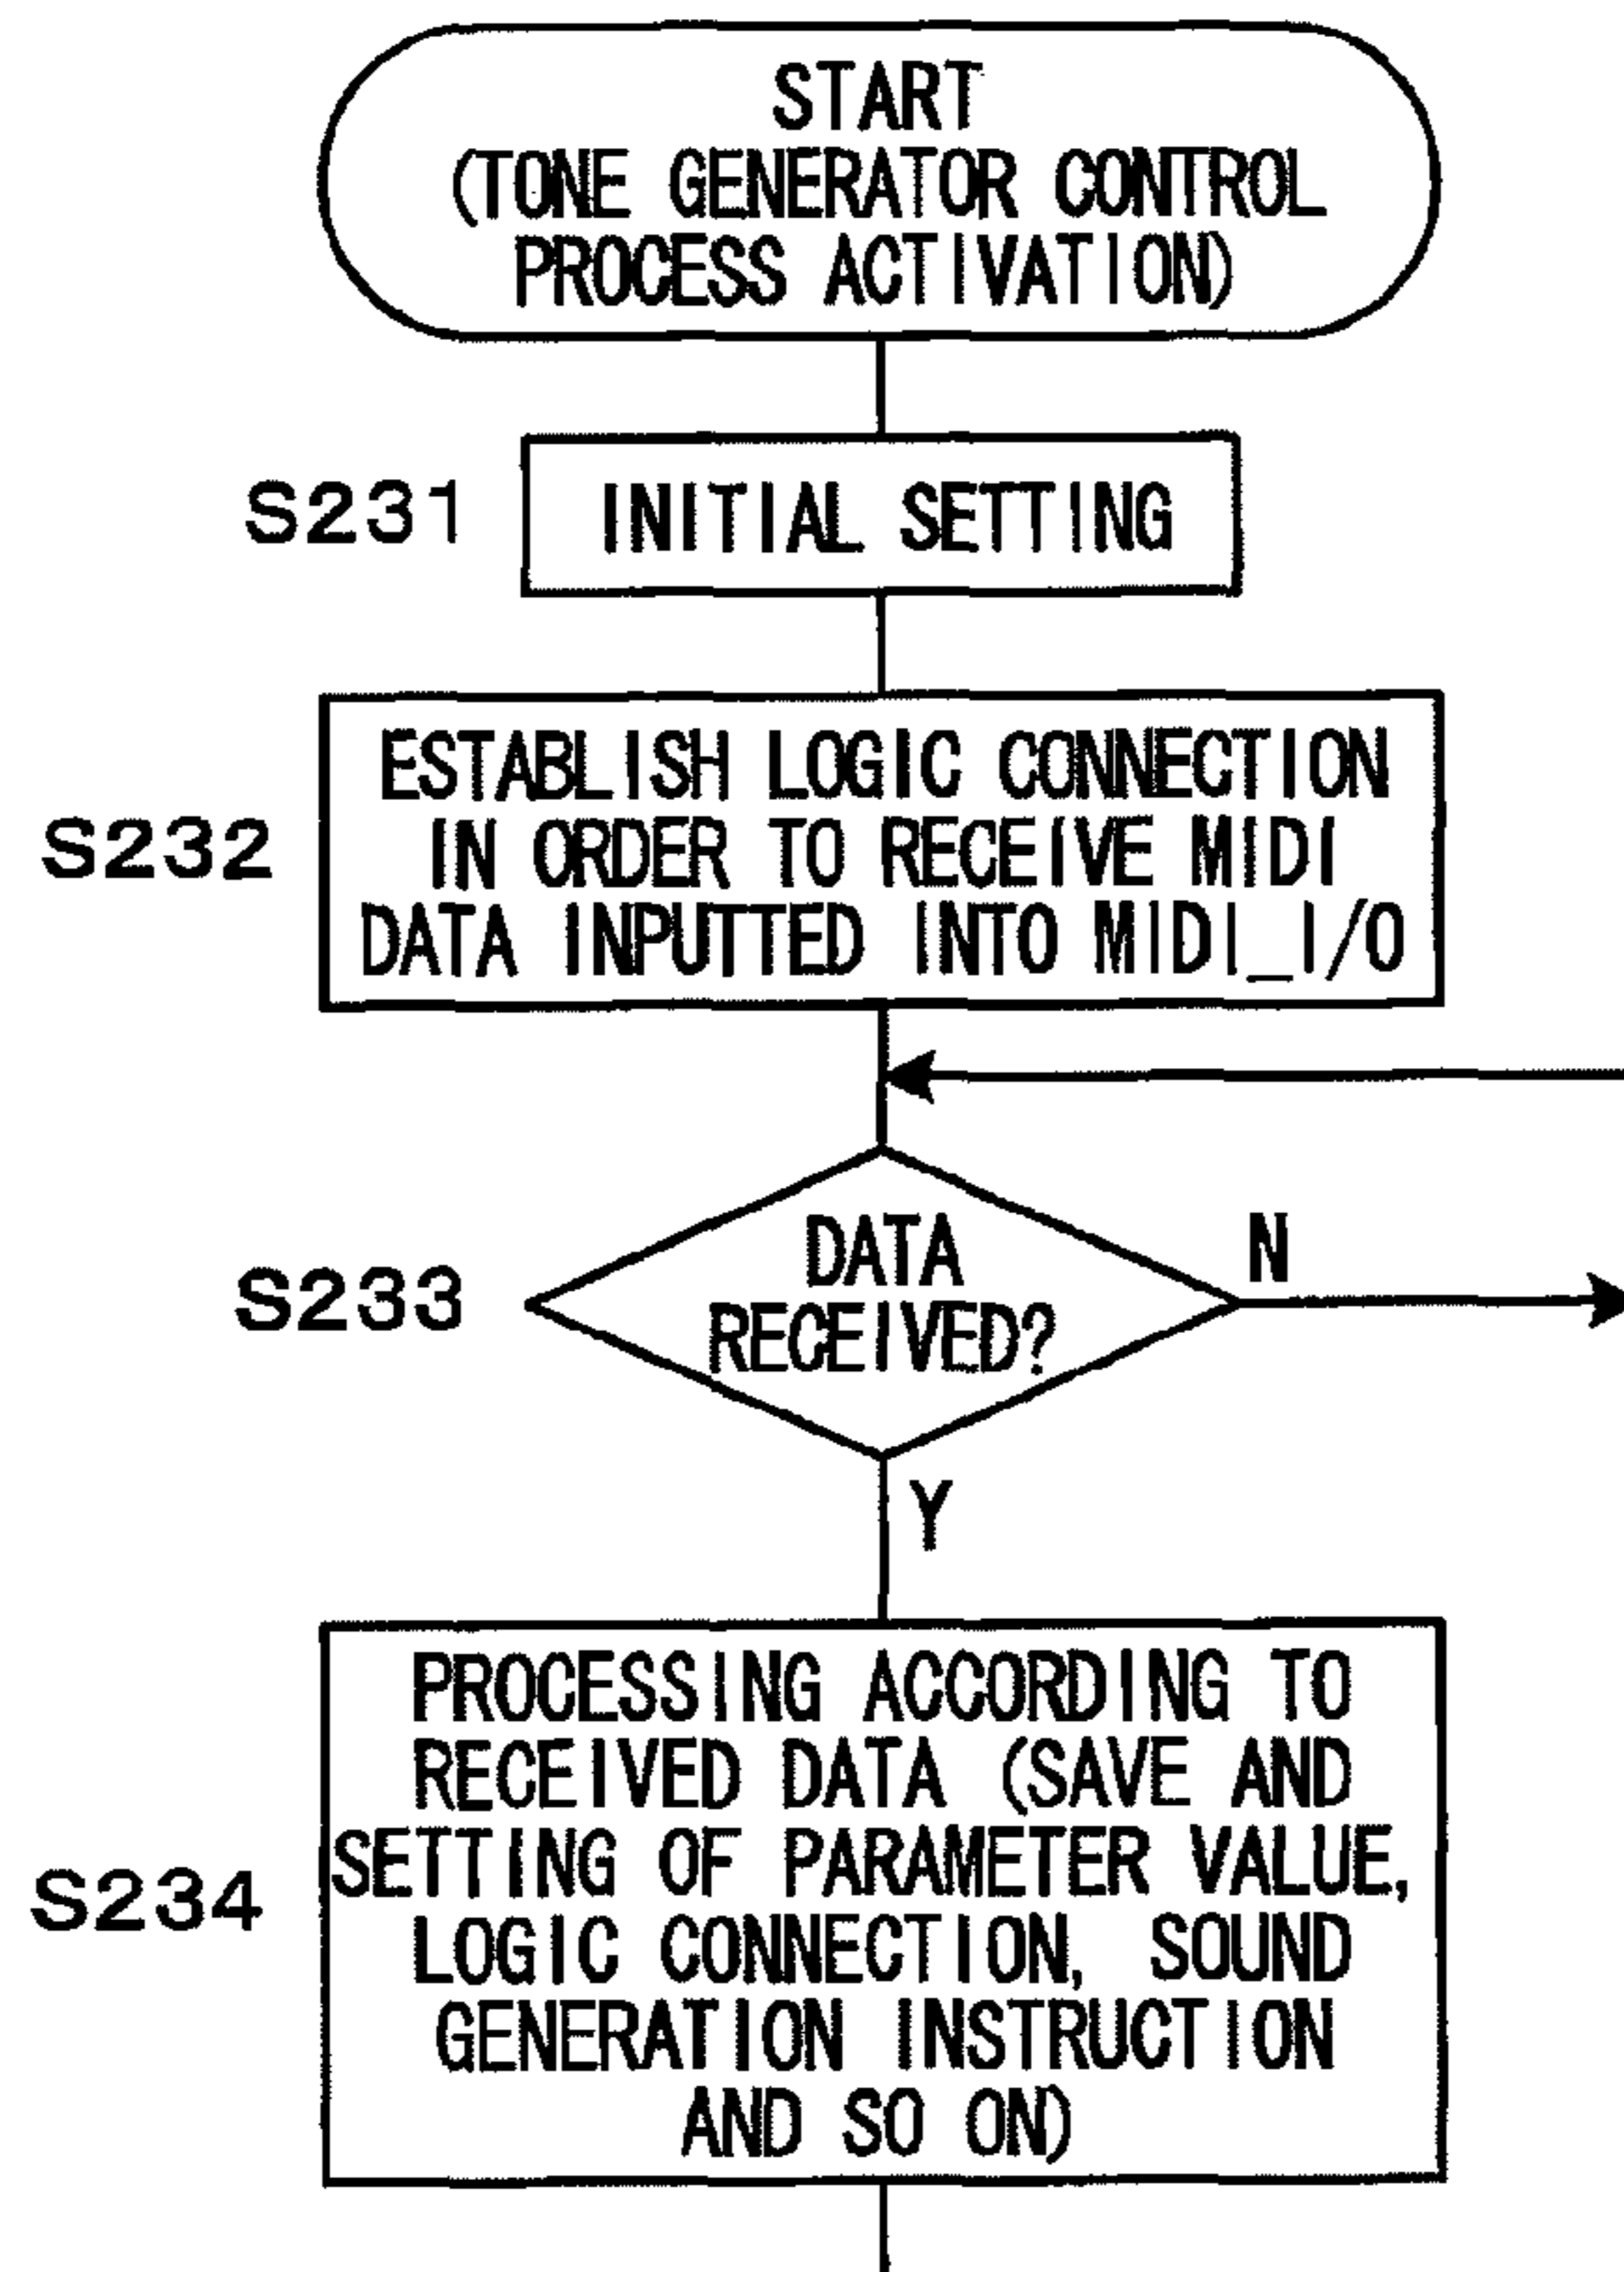 START
(TONE GENERATOR CONTROL
PROCESS ACTIVATION)
S231
INITIAL SETTING
S232
ESTABLISH LOGIC CONNECTION
IN ORDER TO RECEIVE MIDI
DATA INPUTTED INTO MIDI_I/O
S233
DATA
RECEIVED?
N
Y
S234
PROCESSING ACCORDING TO
RECEIVED DATA (SAVE AND
SETTING OF PARAMETER VALUE,
LOGIC CONNECTION, SOUND
GENERATION INSTRUCTION
AND SO ON)